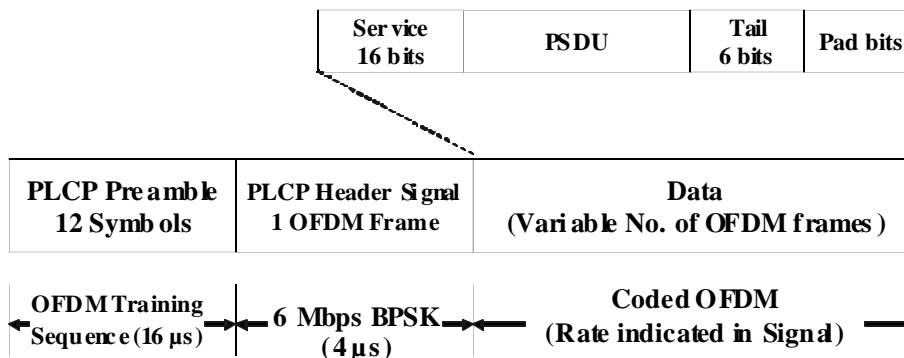 Service
16 bits
PSDU
Tail
6 bits
Pad bits
PLCP Preamble
12 Symbols
PLCP Header Signal
1 OFDM Frame
Data
(Variable No. of OFDM frames)
OFDM Training
Sequence (16 µs)
6 Mbps BPSK
(4 µs)
Coded OFDM
(Rate indicated in Signal)